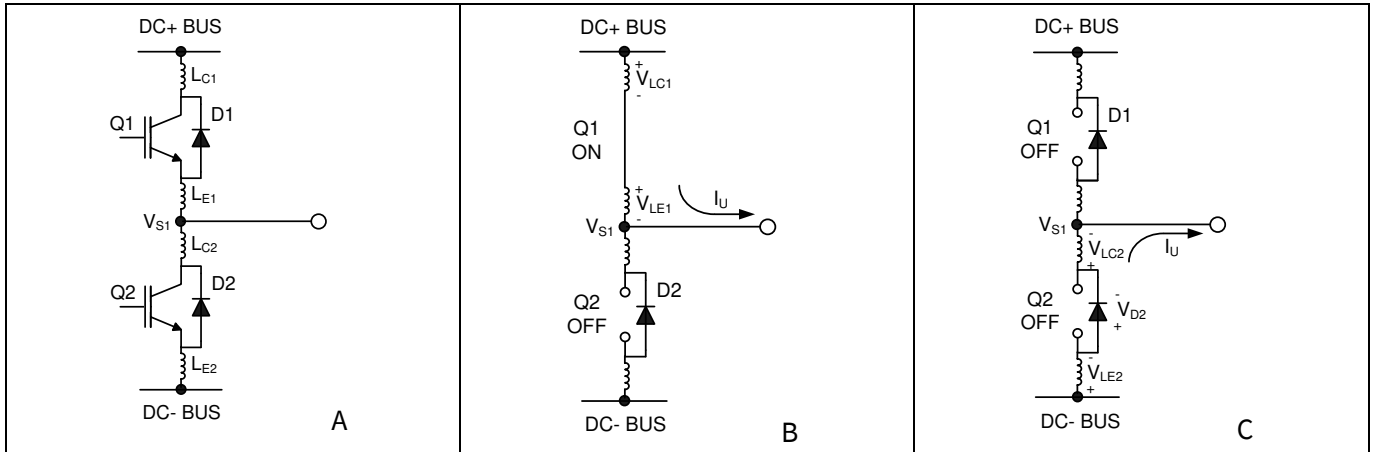 DC+ BUS
LC1
D1
Q1
LE1
VS1
LC2
D2
Q2
LE2
DC- BUS
A
DC+ BUS
+
VLC1
-
Q1
ON
+
VLE1
-
IU
VS1
D2
Q2
OFF
DC- BUS
B
DC+ BUS
D1
Q1
OFF
VS1
-
VLC2
+
IU
Q2
OFF
-
VD2
+
-
VLE2
+
DC- BUS
C